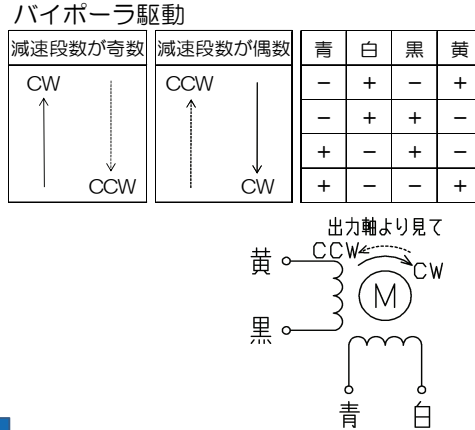 バイポーラ駆動
減速段数が奇数 減速段数が偶数 青 白 黒 黄
CW CCW － ＋ － ＋
－ ＋ ＋ －
＋ － ＋ －
CCW CW ＋ － － ＋
出力軸より見て
CCW CW
黄
M
黒
青 白